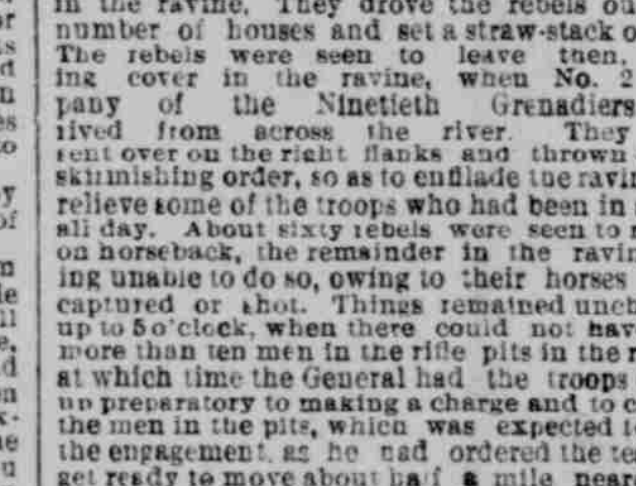 in the ravine. They drove the rebels ou
number of houses and set a straw-stack o
The rebels were seen to leave then,
ing cover in the ravine, when No. 2
pany of the Ninetieth Grenadiers
rived from across the river. They
sent over on the right flanks and thrown
skirmishing order, so as to enfilade the ravin
relieve some of the troops who had been in
all day. About sixty rebels were seen to r
on horseback, the remainder in the ravin
ing unable to do so, owing to their horses
captured or shot. Things remained unch
up to 5 o'clock, when there could not hav
more than ten men in the rifle pits in the r
at which time the General had the troops
up preparatory to making a charge and to c
the men in the pits, which was expected t
the engagement, as he had ordered the te
get ready to move about half a mile near